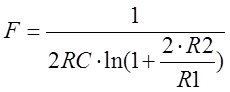 F = 1 / (2RC · ln(1 + (2 · R2) / R1))